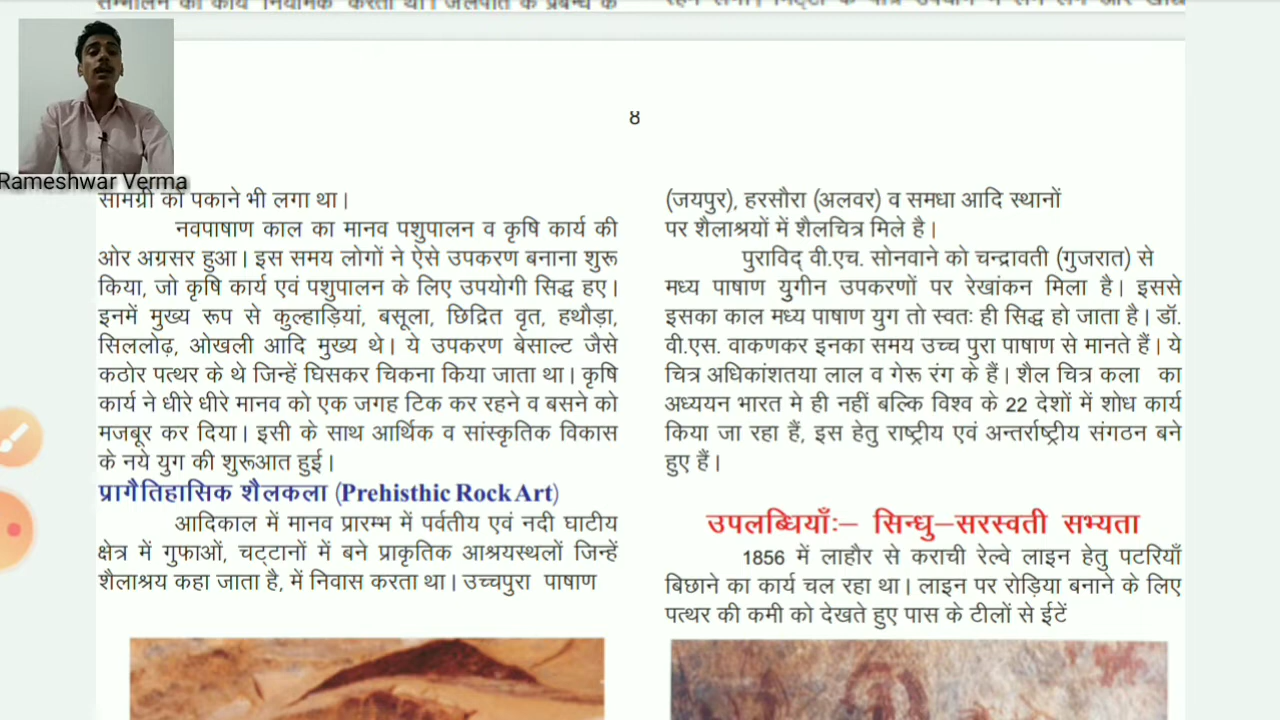 सम्मीलन का कार्य नियमिक करता था। जलपति के प्रबन्ध के
४
Rameshwar Verma
सामग्री को पकाने भी लगा था।
नवपाषाण काल का मानव पशुपालन व कृषि कार्य की
ओर अग्रसर हुआ। इस समय लोगों ने ऐसे उपकरण बनाना शुरू
किया, जो कृषि कार्य एवं पशुपालन के लिए उपयोगी सिद्ध हुए।
इनमें मुख्य रूप से कुल्हाड़ियां, बसूला, छिद्रित वृत, हथौड़ा,
सिललोढ़, ओखली आदि मुख्य थे। ये उपकरण बेसाल्ट जैसे
कठोर पत्थर के थे जिन्हें घिसकर चिकना किया जाता था। कृषि
कार्य ने धीरे धीरे मानव को एक जगह टिक कर रहने व बसने को
मजबूर कर दिया। इसी के साथ आर्थिक व सांस्कृतिक विकास
के नये युग की शुरूआत हुई।
प्रागैतिहासिक शैलकला (Prehisthic Rock Art)
आदिकाल में मानव प्रारम्भ में पर्वतीय एवं नदी घाटीय
क्षेत्र में गुफाओं, चट्टानों में बने प्राकृतिक आश्रयस्थलों जिन्हें
शैलाश्रय कहा जाता है, में निवास करता था। उच्चपुरा पाषाण
(जयपुर), हरसौरा (अलवर) व समधा आदि स्थानों
पर शैलाश्रयों में शैलचित्र मिले है।
पुराविद् वी.एच. सोनवाने को चन्द्रावती (गुजरात) से
मध्य पाषाण युगीन उपकरणों पर रेखांकन मिला है। इससे
इसका काल मध्य पाषाण युग तो स्वतः ही सिद्ध हो जाता है। डॉ.
वी.एस. वाकणकर इनका समय उच्च पुरा पाषाण से मानते हैं। ये
चित्र अधिकांशतया लाल व गेरू रंग के हैं। शैल चित्र कला का
अध्ययन भारत मे ही नहीं बल्कि विश्व के 22 देशों में शोध कार्य
किया जा रहा हैं, इस हेतु राष्ट्रीय एवं अन्तर्राष्ट्रीय संगठन बने
हुए हैं।
उपलब्धियाँ:– सिन्धु–सरस्वती सभ्यता
1856 में लाहौर से कराची रेल्वे लाइन हेतु पटरियाँ
बिछाने का कार्य चल रहा था। लाइन पर रोड़िया बनाने के लिए
पत्थर की कमी को देखते हुए पास के टीलों से ईटें